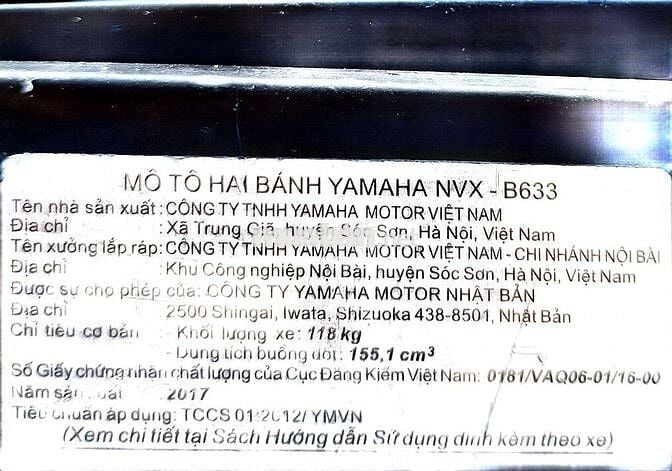 MÔ TÔ HAI BÁNH YAMAHA NVX - B633
Tên nhà sản xuất : CÔNG TY TNHH YAMAHA MOTOR VIỆT NAM
Địa chỉ : Xã Trung Giã, huyện Sóc Sơn, Hà Nội, Việt Nam
Tên xưởng lắp ráp: CÔNG TY TNHH YAMAHA MOTOR VIỆT NAM - CHI NHÁNH NỘI BÀI
Địa chỉ : Khu Công nghiệp Nội Bài, huyện Sóc Sơn, Hà Nội, Việt Nam
Được sự cho phép của: CÔNG TY YAMAHA MOTOR NHẬT BẢN
Địa chỉ : 2500 Shingai, Iwata, Shizuoka 438-8501, Nhật Bản
Chỉ tiêu cơ bản : - Khối lượng xe: 118 kg
- Dung tích buồng đốt: 155,1 cm³
Số Giấy chứng nhận chất lượng của Cục Đăng Kiểm Việt Nam: 0181/VAQ06-01/16-00
Năm sản xuất : 2017
Tiêu chuẩn áp dụng: TCCS 01:2012/ YMVN
(Xem chi tiết tại Sách Hướng dẫn Sử dụng đính kèm theo xe)